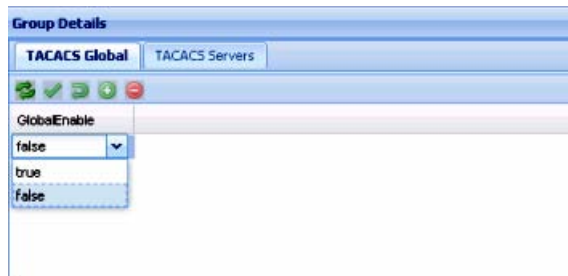 Group Details
TACACS Global
TACACS Servers
GlobalEnable
false
true
false